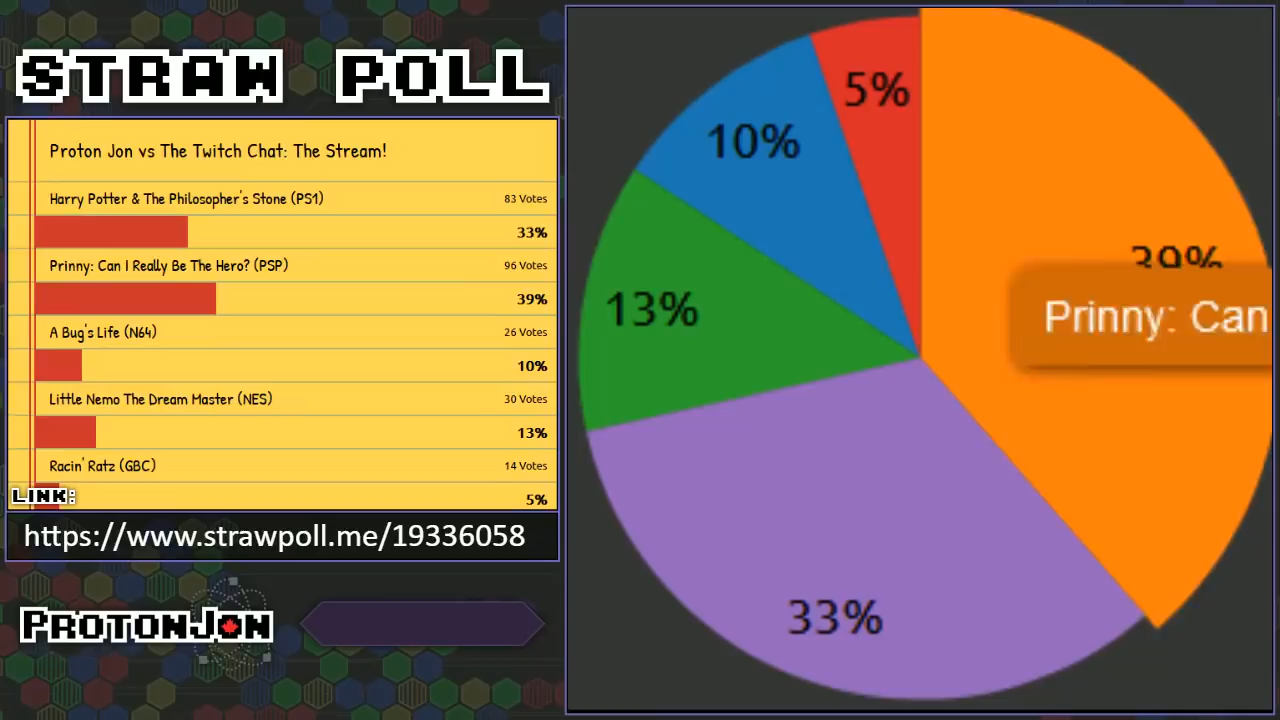 STRAW POLL
Proton Jon vs The Twitch Chat: The Stream!
Harry Potter & The Philosopher's Stone (PS1)
83 Votes
33%
Prinny: Can I Really Be The Hero? (PSP)
96 Votes
39%
A Bug's Life (N64)
26 Votes
10%
Little Nemo The Dream Master (NES)
30 Votes
13%
Racin' Ratz (GBC)
14 Votes
5%
LINK:
https://www.strawpoll.me/19336058
PROTONJON
5%
10%
39%
13%
Prinny: Can
33%